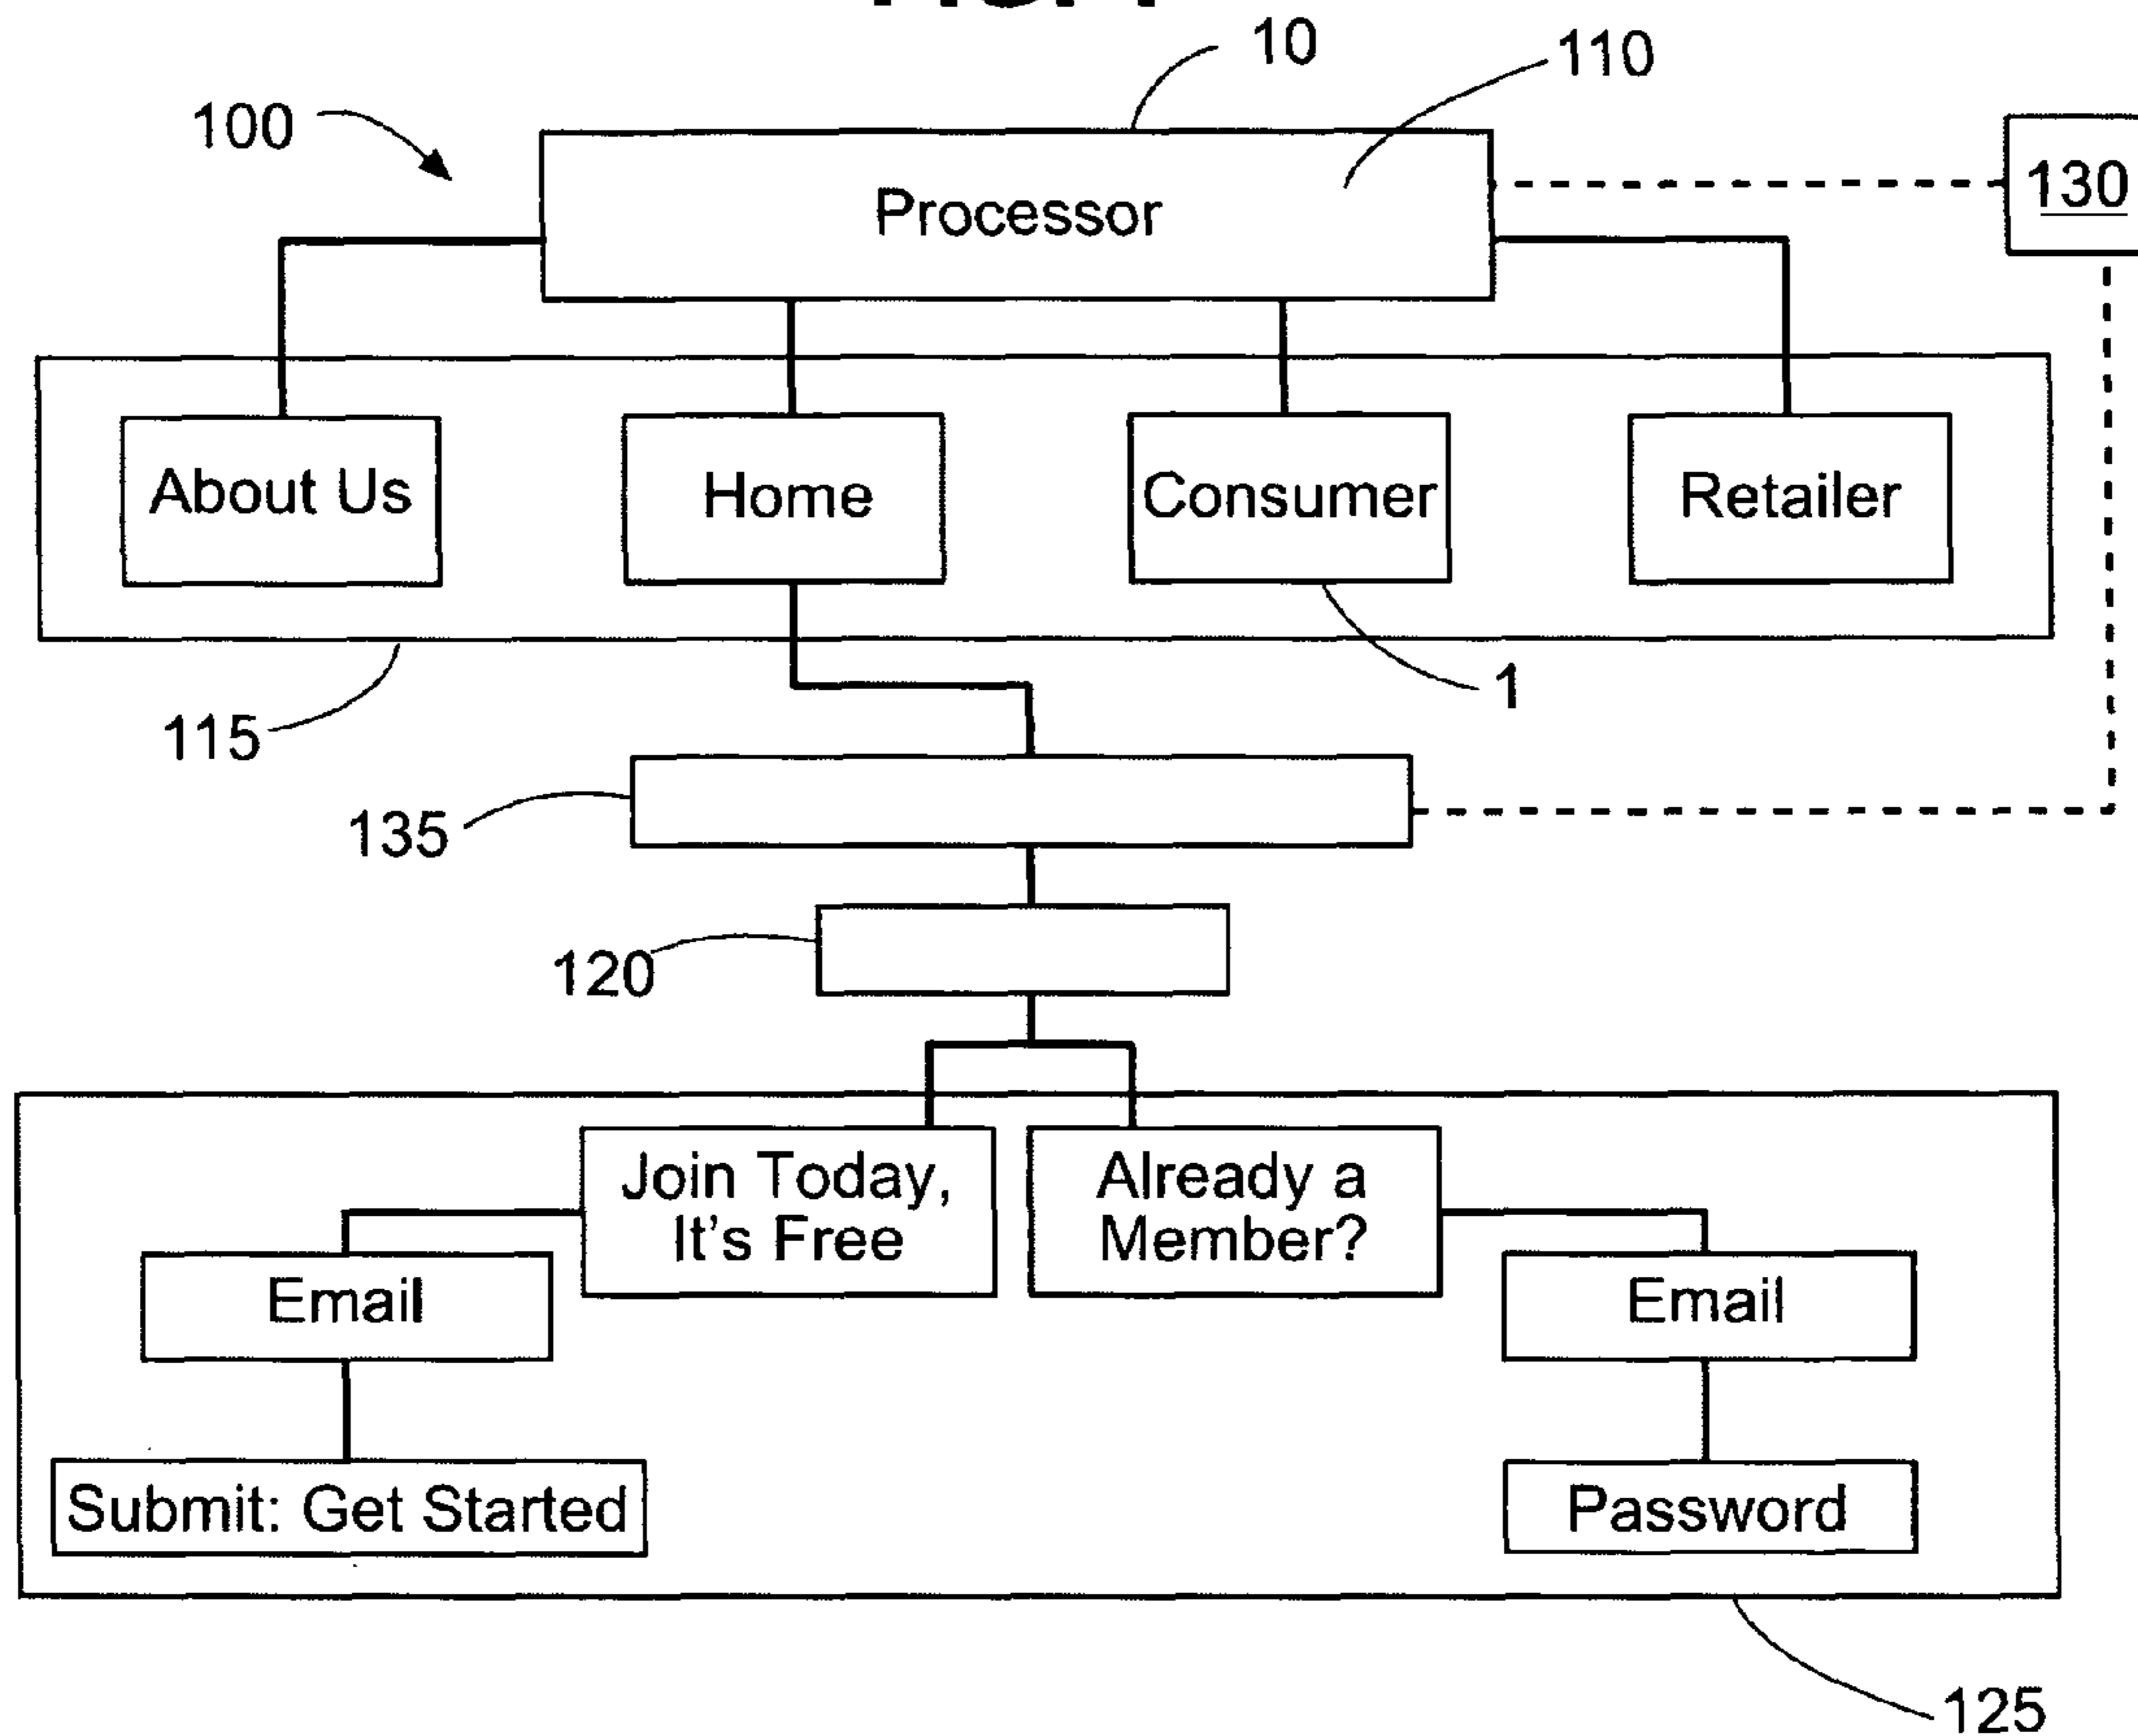 10
110
100
130
Processor
About Us
Home
Consumer
Retailer
1
115
135
120
Join Today,
It's Free
Already a
Member?
Email
Email
Submit: Get Started
Password
125